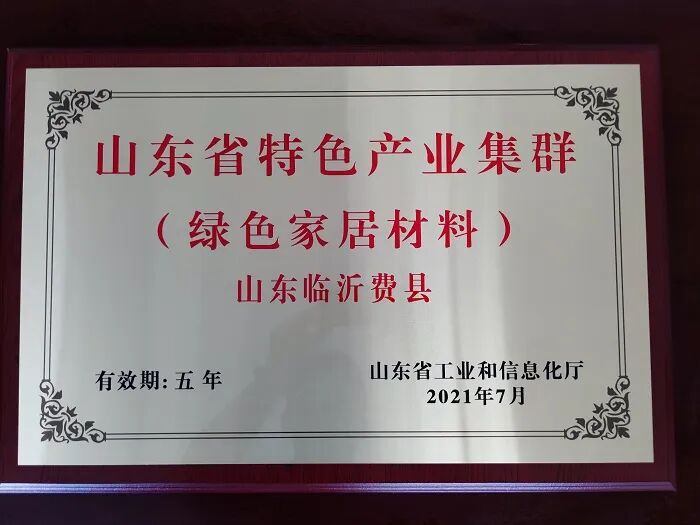 山东省特色产业集群
（绿色家居材料）
山东临沂费县
有效期: 五年
山东省工业和信息化厅
2021年7月